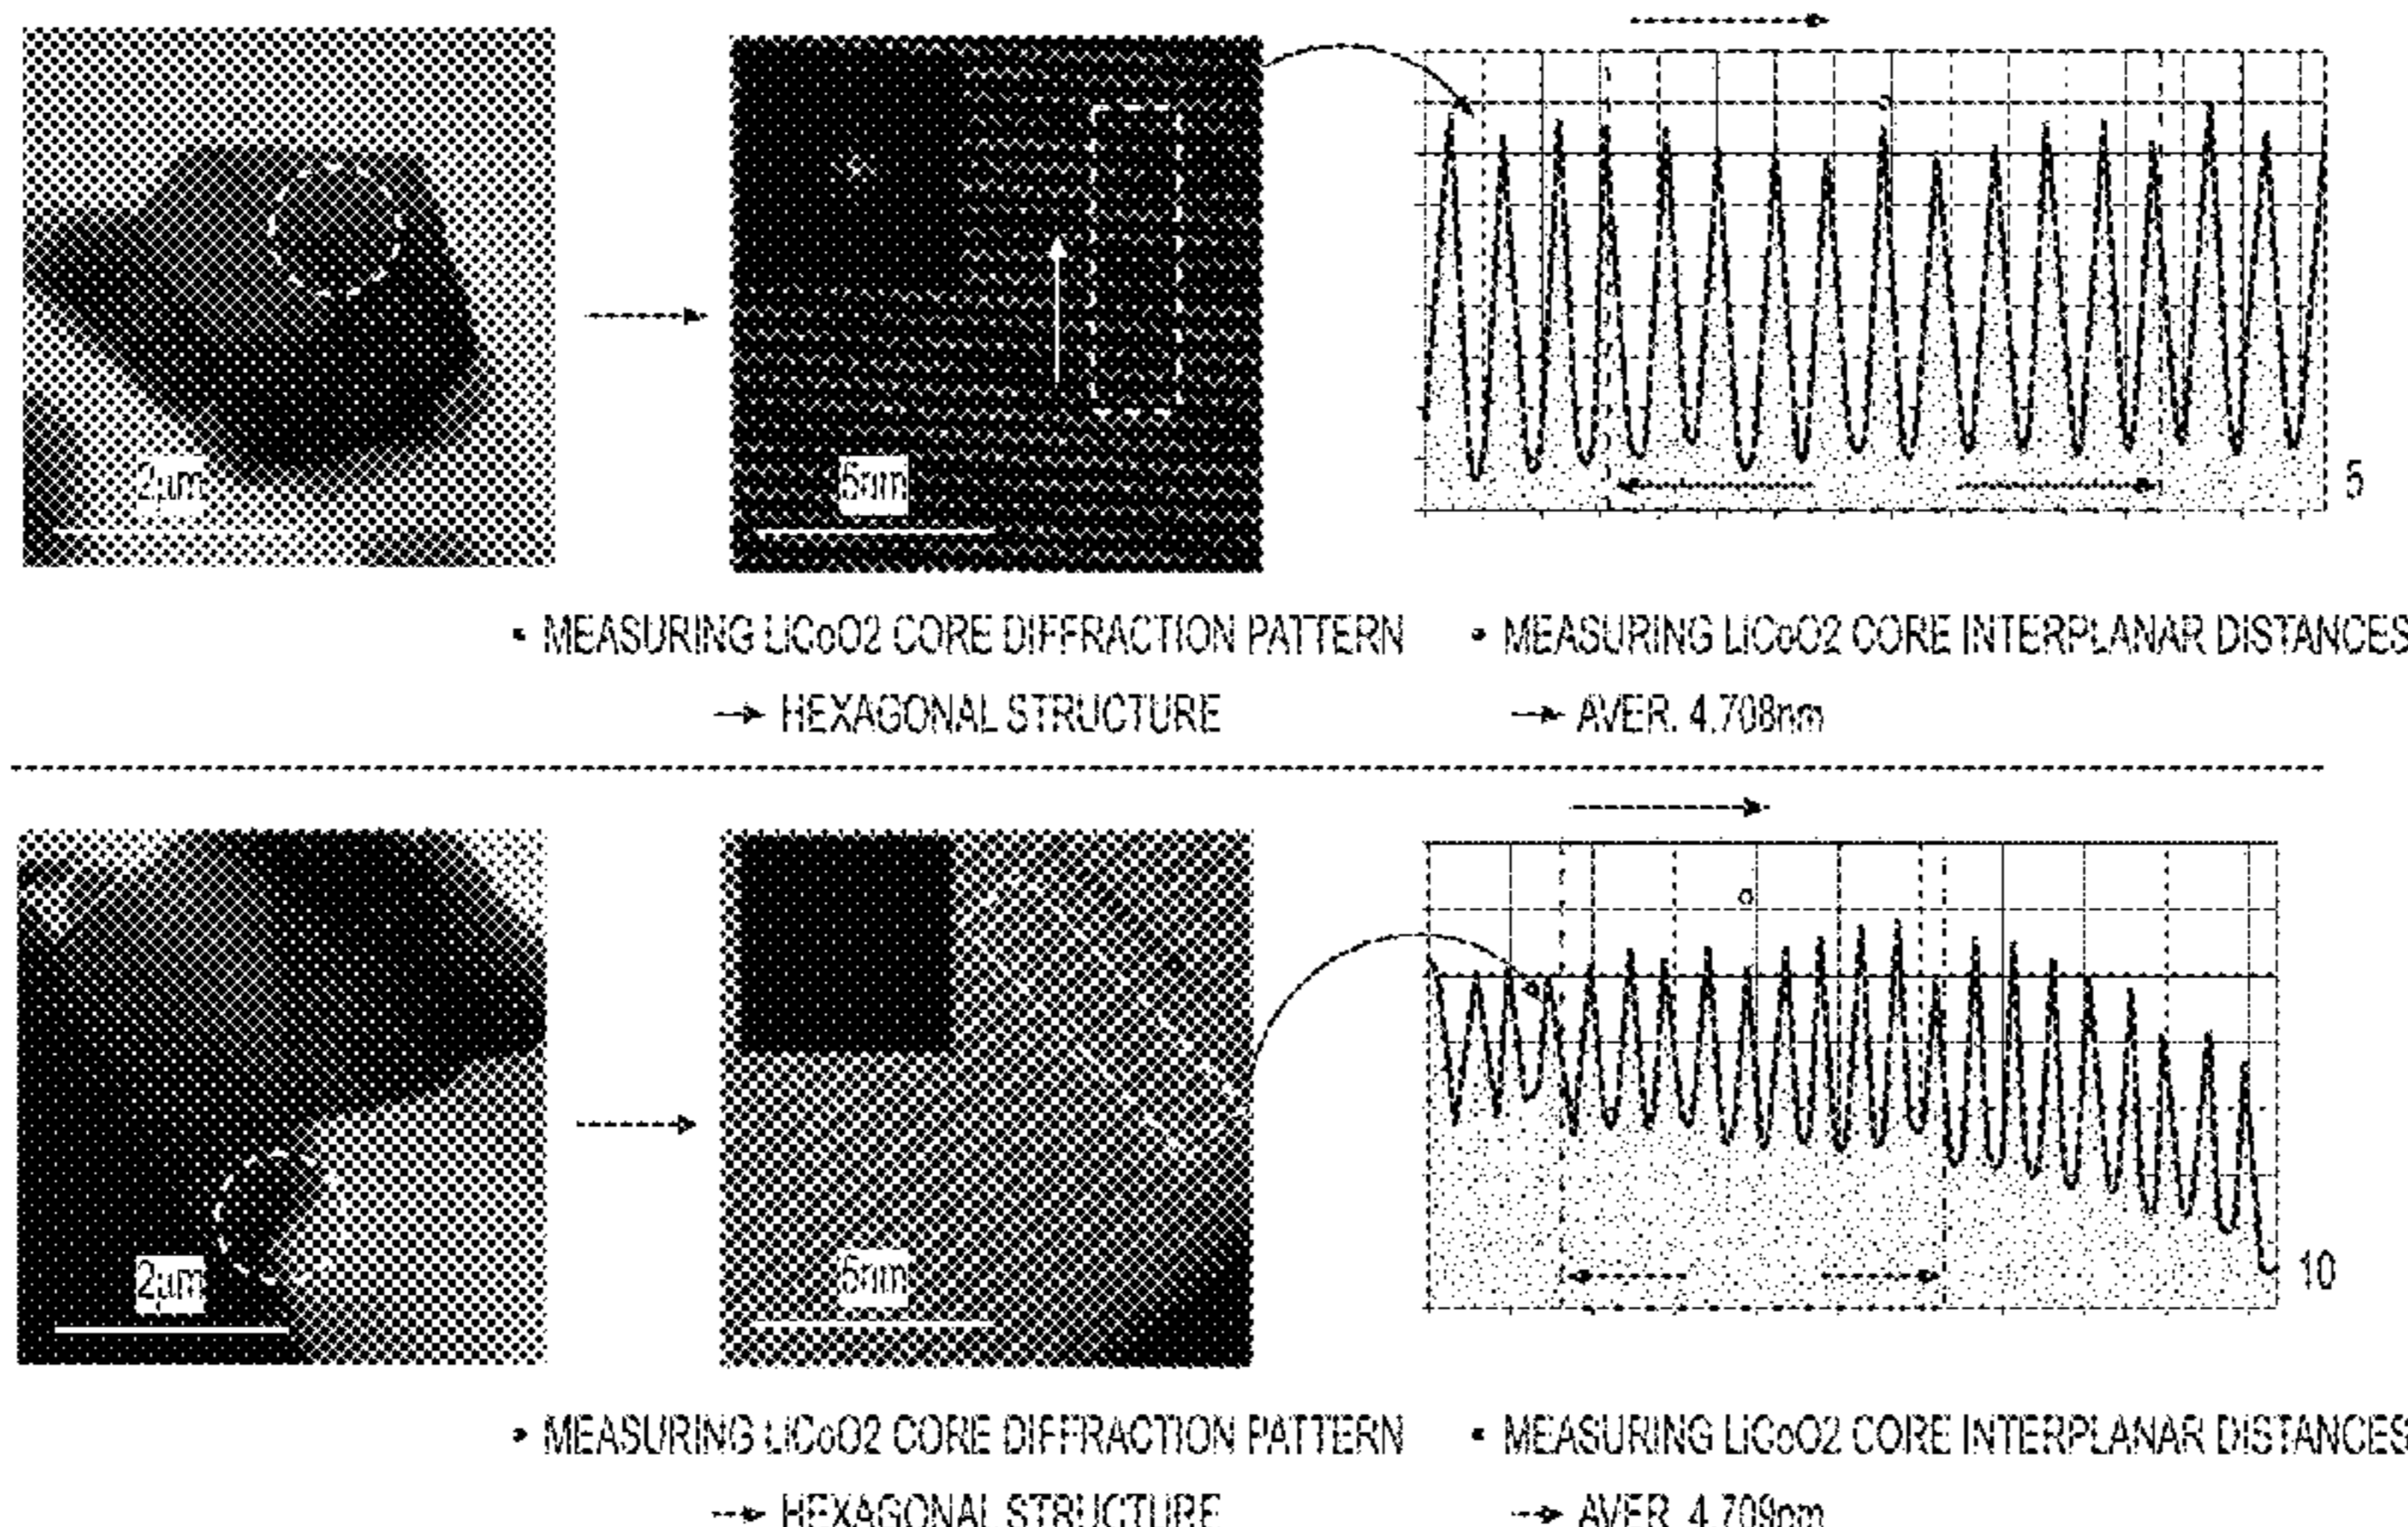 2μm
5nm
5
• MEASURING LiCoO2 CORE DIFFRACTION PATTERN
→ HEXAGONAL STRUCTURE
• MEASURING LiCoO2 CORE INTERPLANAR DISTANCES
→ AVER. 4.708nm
2μm
5nm
10
• MEASURING LiCoO2 CORE DIFFRACTION PATTERN
→ HEXAGONAL STRUCTURE
• MEASURING LiCoO2 CORE INTERPLANAR DISTANCES
→ AVER. 4.709nm